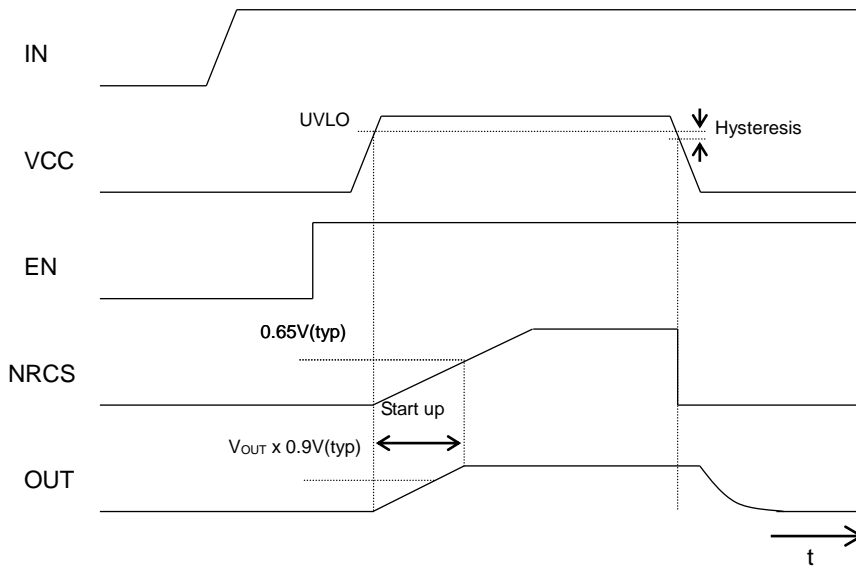 IN
UVLO
Hysteresis
VCC
EN
0.65V(typ)
NRCS
Start up
VOUT x 0.9V(typ)
OUT
t